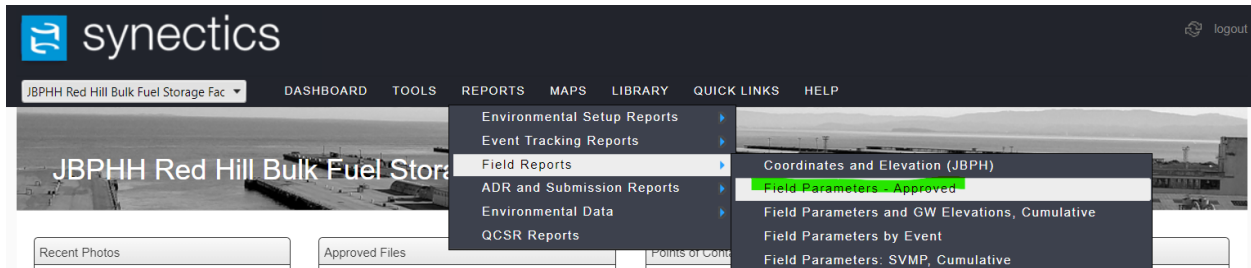 synectics
logout
JBPHH Red Hill Bulk Fuel Storage Fac
DASHBOARD TOOLS REPORTS MAPS LIBRARY QUICK LINKS HELP
Environmental Setup Reports
Event Tracking Reports
Field Reports
ADR and Submission Reports
Environmental Data
QCSR Reports
Coordinates and Elevation (JBPH)
Field Parameters - Approved
Field Parameters and GW Elevations, Cumulative
Field Parameters by Event
Field Parameters: SVMP, Cumulative
JBPHH Red Hill Bulk Fuel
Recent Photos
Approved Files
Points of